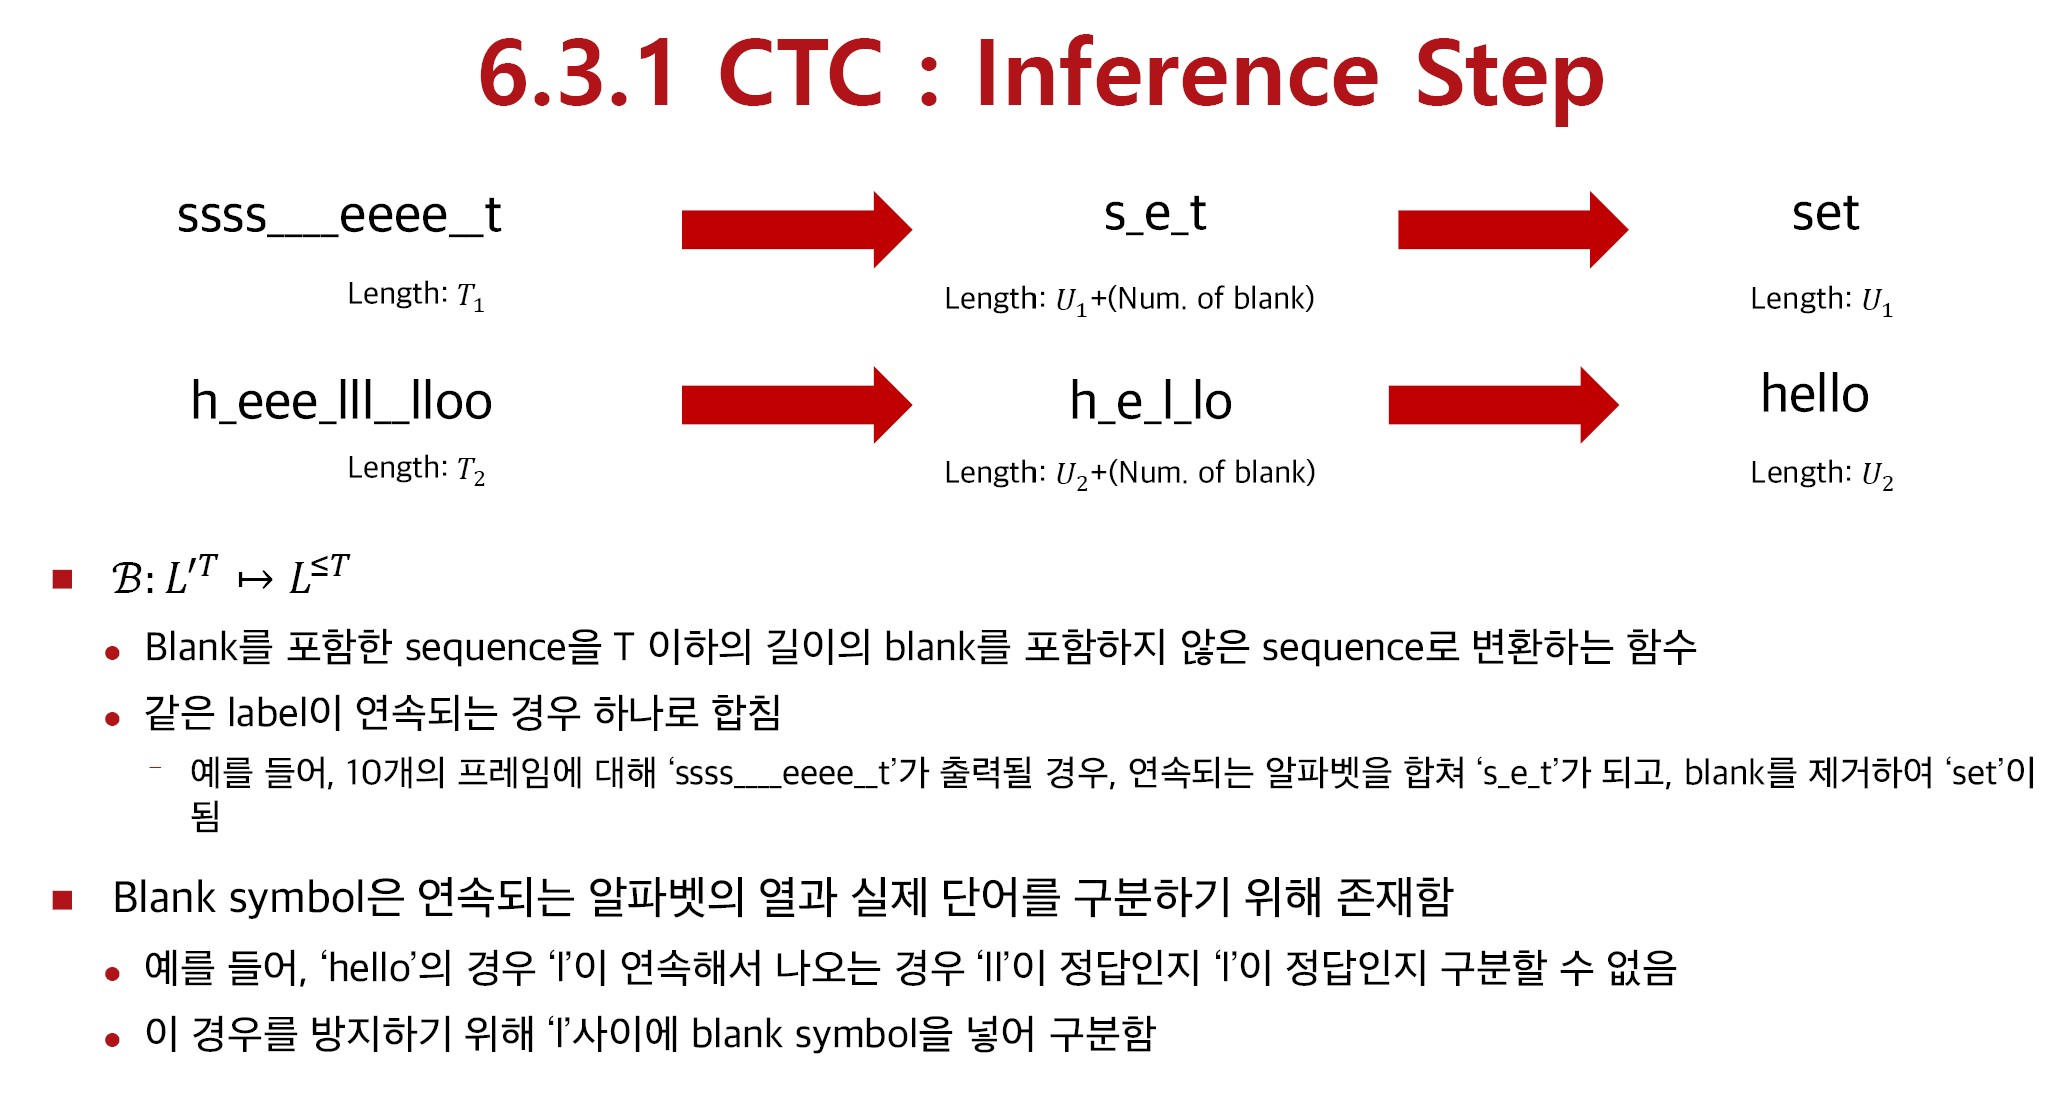 6.3.1 CTC : Inference Step
ssss____eeee__t
s_e_t
set
Length: T₁
Length: U₁+(Num. of blank)
Length: U₁
h_eee_lll__lloo
h_e_l_lo
hello
Length: T₂
Length: U₂+(Num. of blank)
Length: U₂
■ ℬ: L′ᵀ ↦ L^≤T
• Blank를 포함한 sequence을 T 이하의 길이의 blank를 포함하지 않은 sequence로 변환하는 함수
• 같은 label이 연속되는 경우 하나로 합침
– 예를 들어, 10개의 프레임에 대해 ‘ssss____eeee__t’가 출력될 경우, 연속되는 알파벳을 합쳐 ‘s_e_t’가 되고, blank를 제거하여 ‘set’이
됨
■ Blank symbol은 연속되는 알파벳의 열과 실제 단어를 구분하기 위해 존재함
• 예를 들어, ‘hello’의 경우 ‘l’이 연속해서 나오는 경우 ‘ll’이 정답인지 ‘l’이 정답인지 구분할 수 없음
• 이 경우를 방지하기 위해 ‘l’사이에 blank symbol을 넣어 구분함